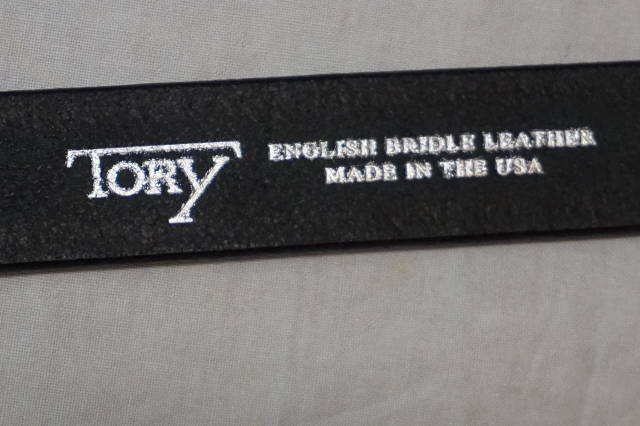 TORY
ENGLISH BRIDLE LEATHER
MADE IN THE USA